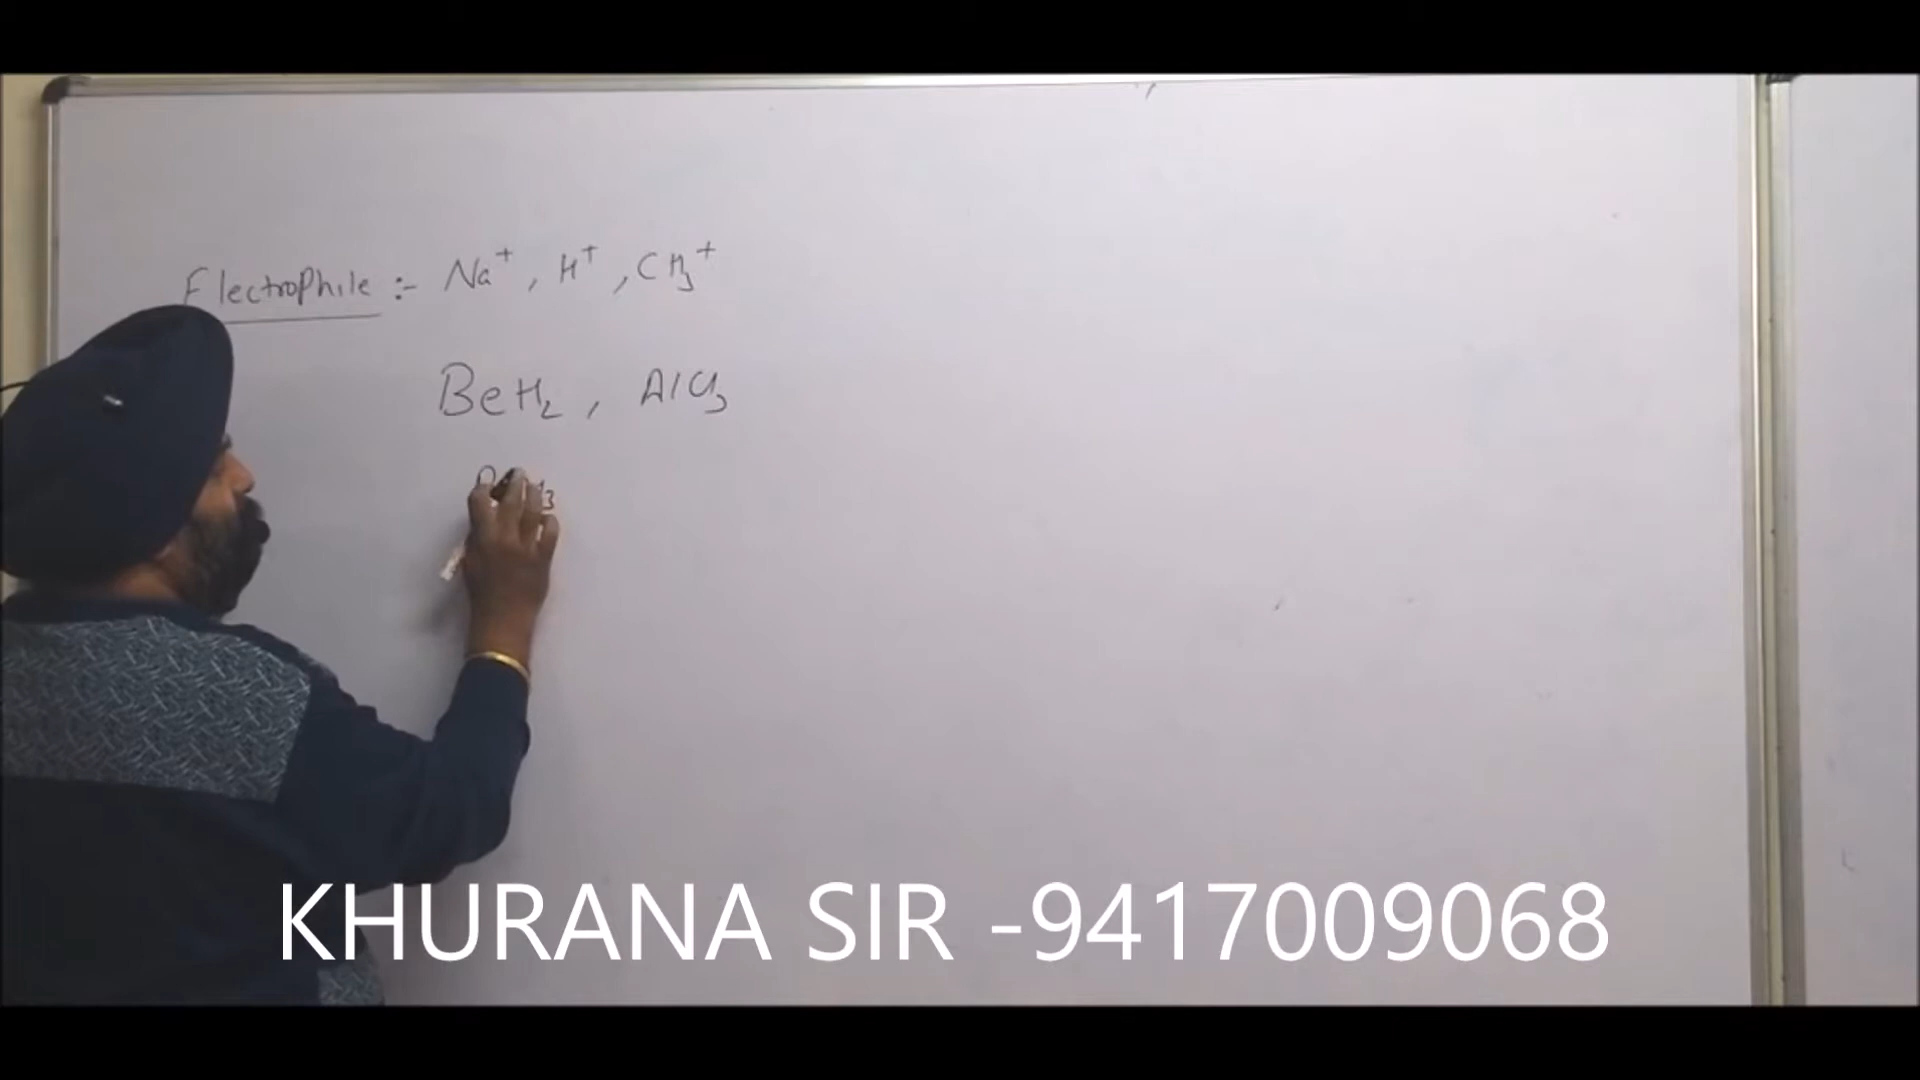 Electrophile :- Na⁺, H⁺, CH₃⁺
BeH₂, AlCl₃
KHURANA SIR -9417009068